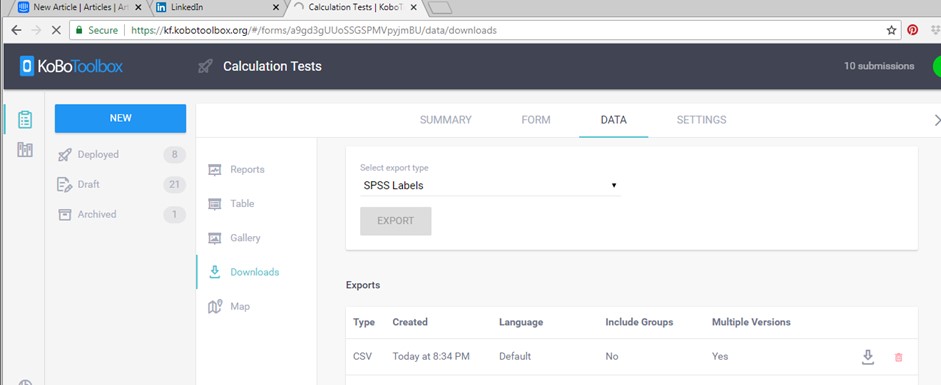 New Article | Articles | Art
LinkedIn
Calculation Tests | KoboT
Secure https://kf.kobotoolbox.org/#/forms/a9gd3gUUoSSGSPMVpyjmBU/data/downloads
KoBoToolbox
Calculation Tests
10 submissions
NEW
SUMMARY FORM DATA SETTINGS
Deployed 8
Draft 21
Archived 1
Reports
Table
Gallery
Downloads
Map
Select export type
SPSS Labels
EXPORT
Exports
Type Created Language Include Groups Multiple Versions
CSV Today at 8:34 PM Default No Yes